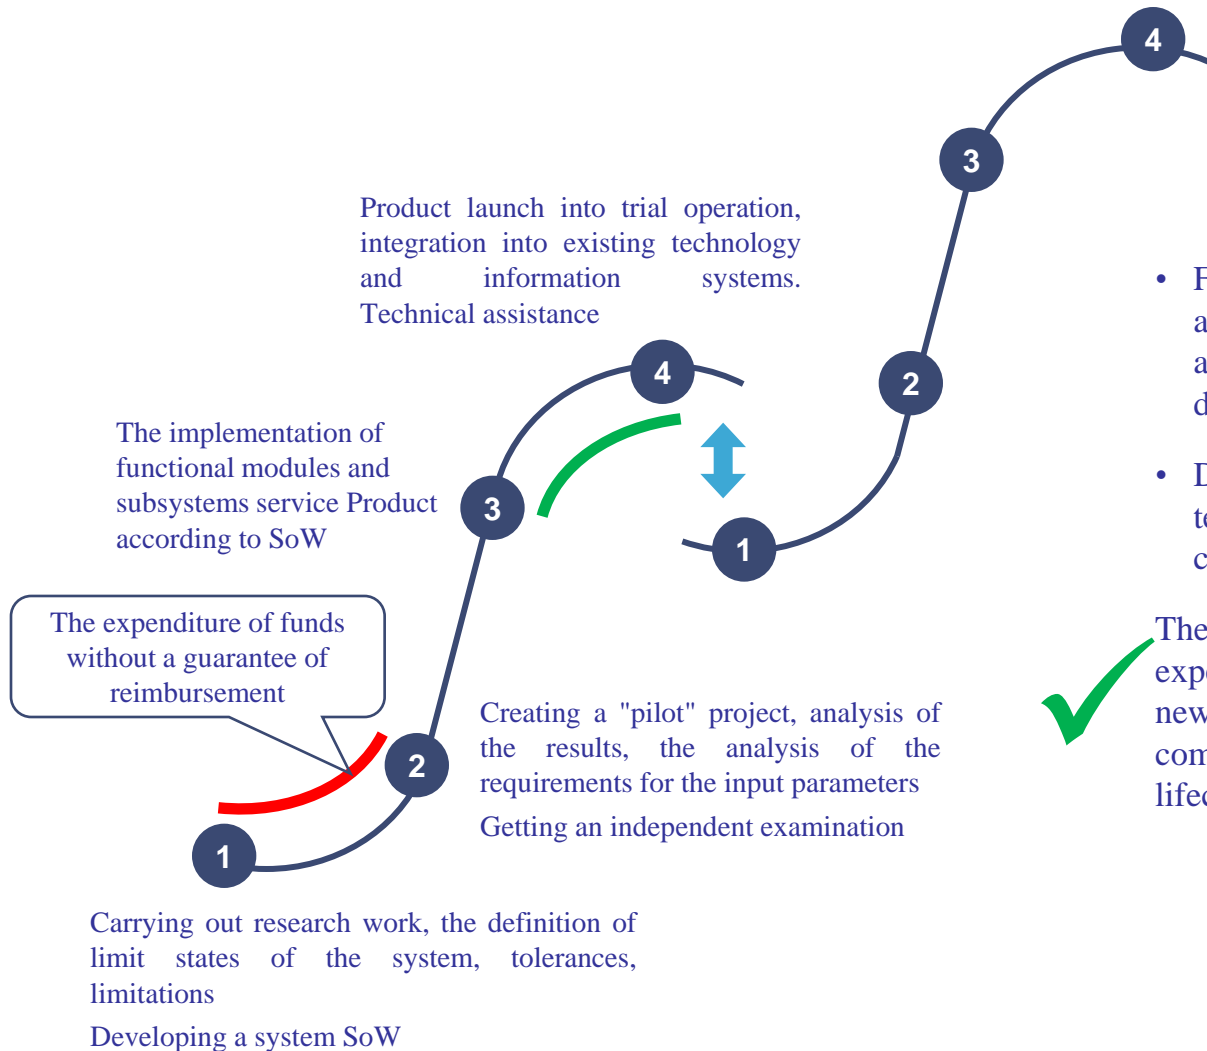 4
3
Product launch into trial operation,
integration into existing technology
and information systems.
Technical assistance
4
2
The implementation of
functional modules and
subsystems service Product
according to SoW
3
1
The expenditure of funds
without a guarantee of
reimbursement
2
Creating a "pilot" project, analysis of
the results, the analysis of the
requirements for the input parameters
Getting an independent examination
1
Carrying out research work, the definition of
limit states of the system, tolerances,
limitations
Developing a system SoW
•
•
The
new